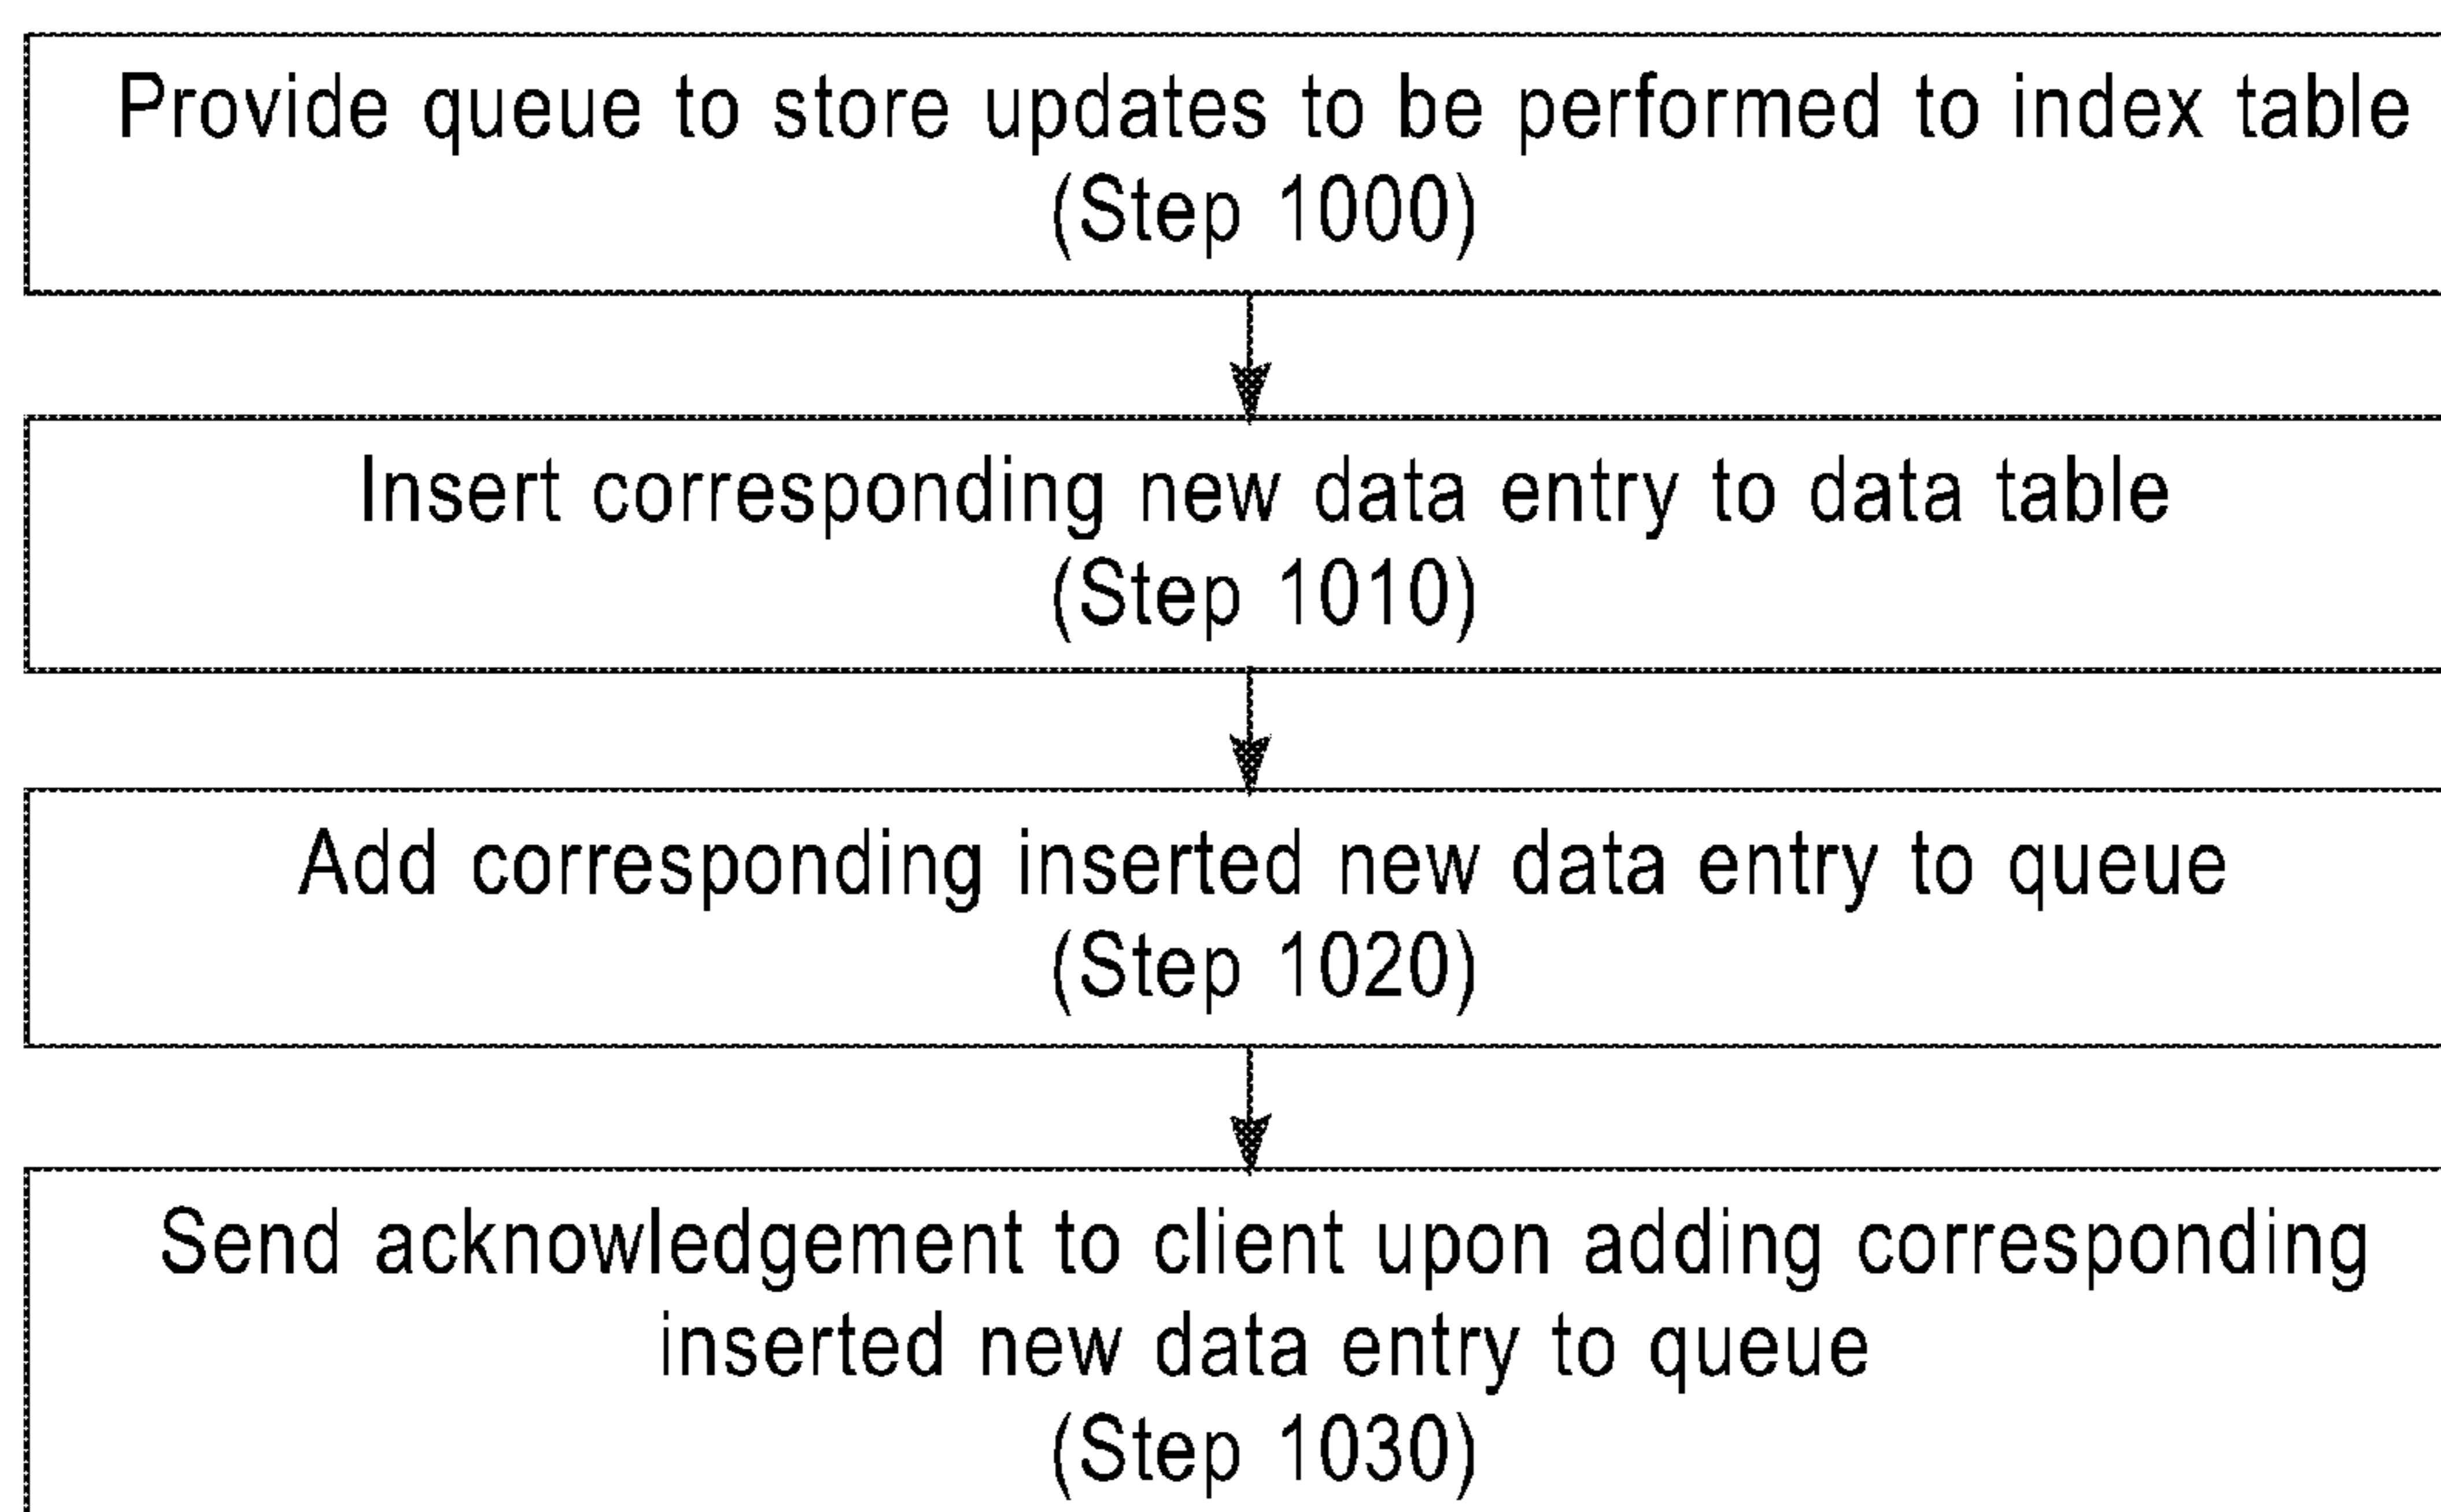 Provide queue to store updates to be performed to index table
(Step 1000)
Insert corresponding new data entry to data table
(Step 1010)
Add corresponding inserted new data entry to queue
(Step 1020)
Send acknowledgement to client upon adding corresponding
inserted new data entry to queue
(Step 1030)